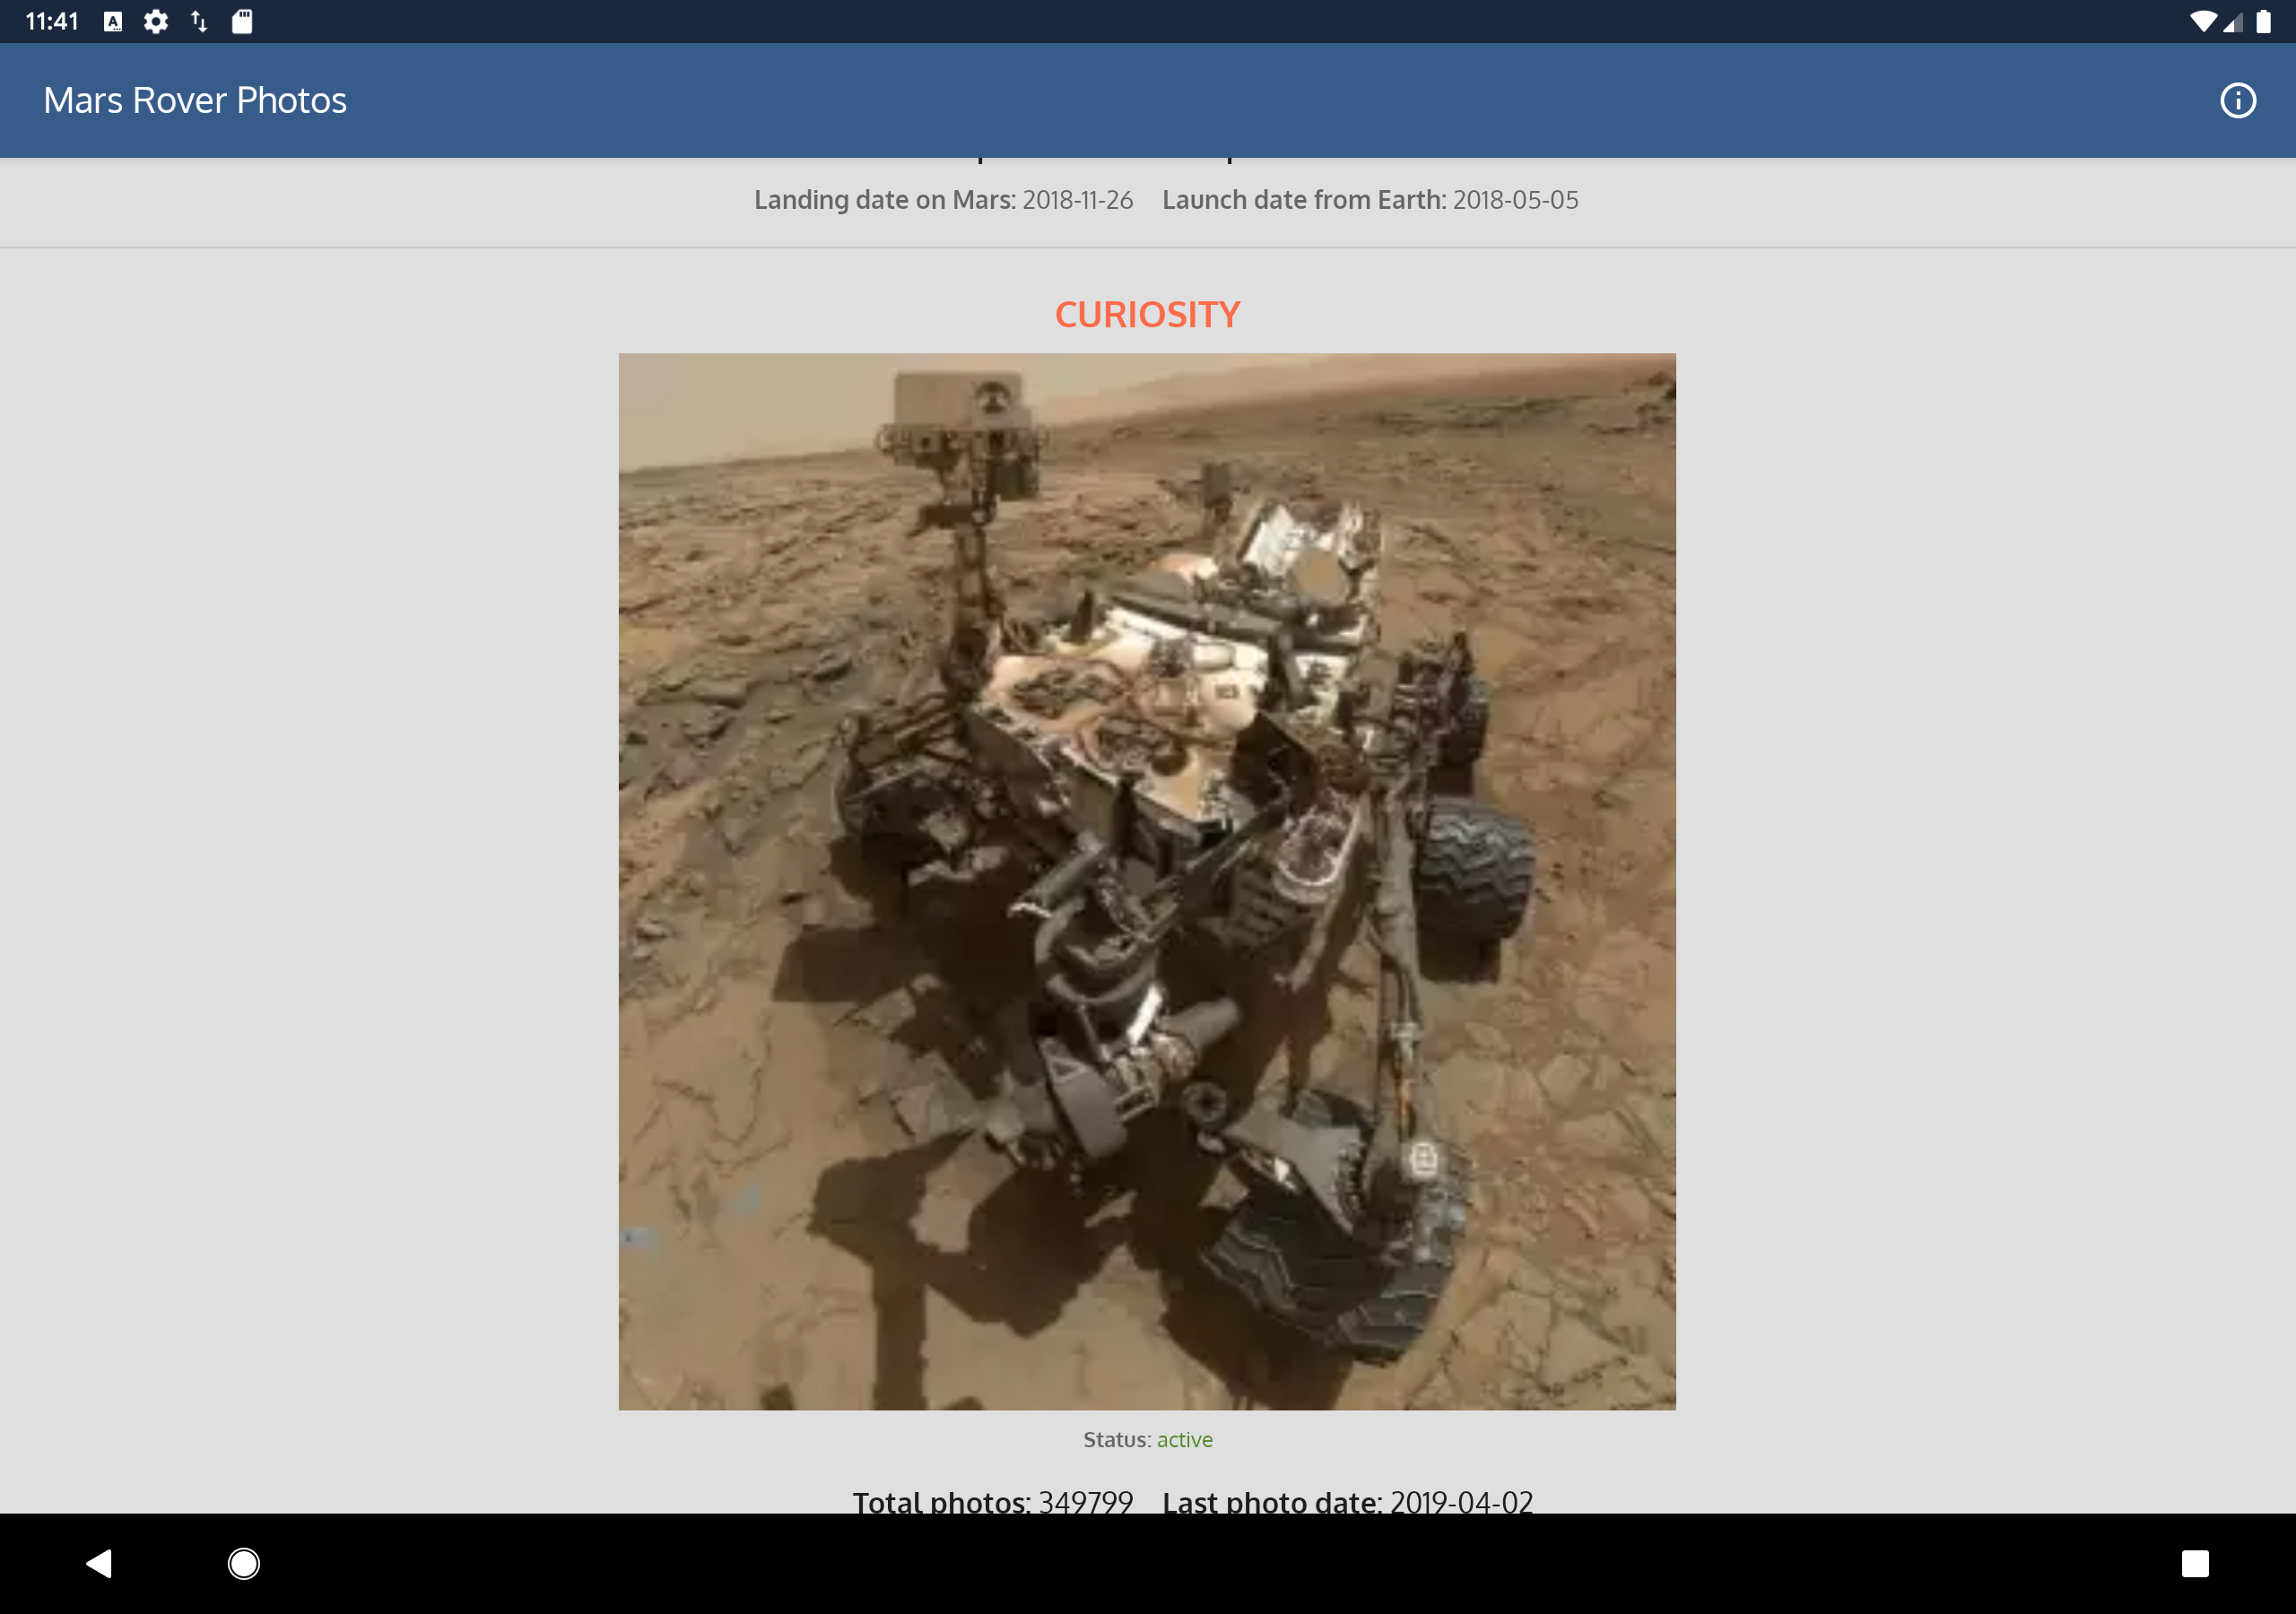 11:41
Mars Rover Photos
Landing date on Mars: 2018-11-26 Launch date from Earth: 2018-05-05
CURIOSITY
Status: active
Total photos: 349799 Last photo date: 2019-04-02